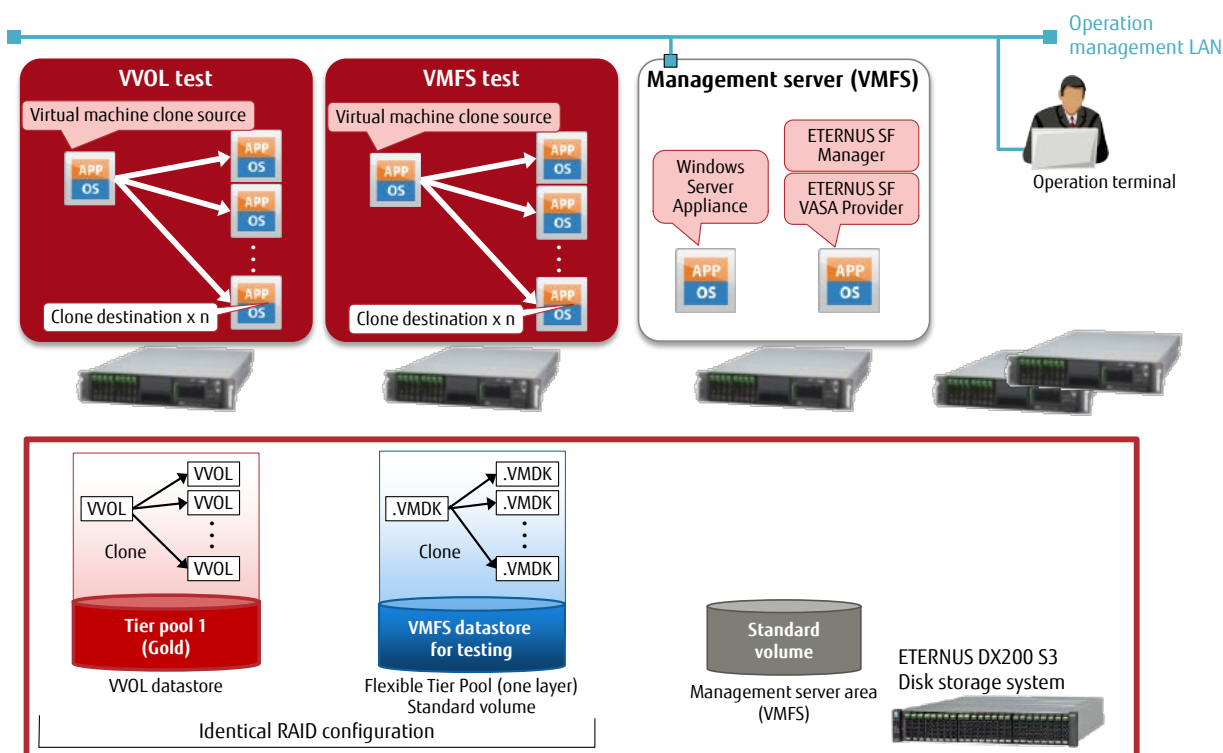 Operation
management LAN
VVOL test
Virtual machine clone source
APP
OS
APP
OS
APP
OS
APP
OS
Clone destination x n
VMFS test
Virtual machine clone source
APP
OS
APP
OS
APP
OS
APP
OS
Clone destination x n
Management server (VMFS)
Windows
Server
Appliance
APP
OS
ETERNUS SF
Manager
ETERNUS SF
VASA Provider
APP
OS
Operation terminal
VVOL
VVOL
VVOL
VVOL
Clone
Tier pool 1
(Gold)
VVOL datastore
.VMDK
.VMDK
.VMDK
.VMDK
Clone
VMFS datastore
for testing
Flexible Tier Pool (one layer)
Standard volume
Identical RAID configuration
Standard
volume
Management server area
(VMFS)
ETERNUS DX200 S3
Disk storage system